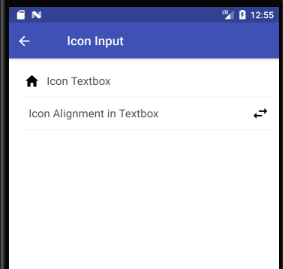 12:55
Icon Input
Icon Textbox
Icon Alignment in Textbox